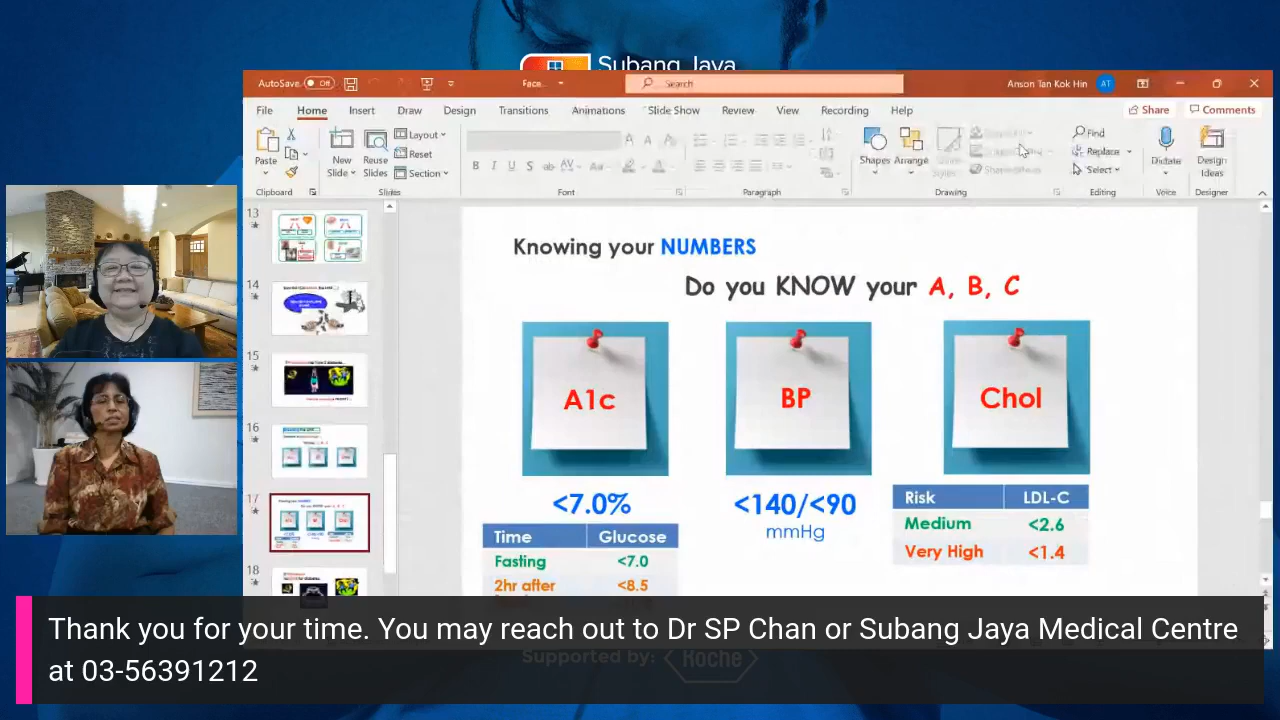 Subang Jaya
AutoSave Off
Face...
Search
Anson Tan Kok Hin AT
File Home Insert Draw Design Transitions Animations Slide Show Review View Recording Help
Share Comments
Paste
New Slide
Reuse Slides
Layout
Reset
Section
B I U S ab AV Aa A
Shapes Arrange
Find
Replace
Select
Dictate
Design Ideas
Clipboard Slides Font Paragraph Drawing Editing Voice Designer
13
14
15
16
17
18
Knowing your NUMBERS
Do you KNOW your A, B, C
A1c BP Chol
<7.0%
Time Glucose
Fasting <7.0
2hr after <8.5
<140/<90
mmHg
Risk LDL-C
Medium <2.6
Very High <1.4
Thank you for your time. You may reach out to Dr SP Chan or Subang Jaya Medical Centre
at 03-56391212
Supported by: Roche